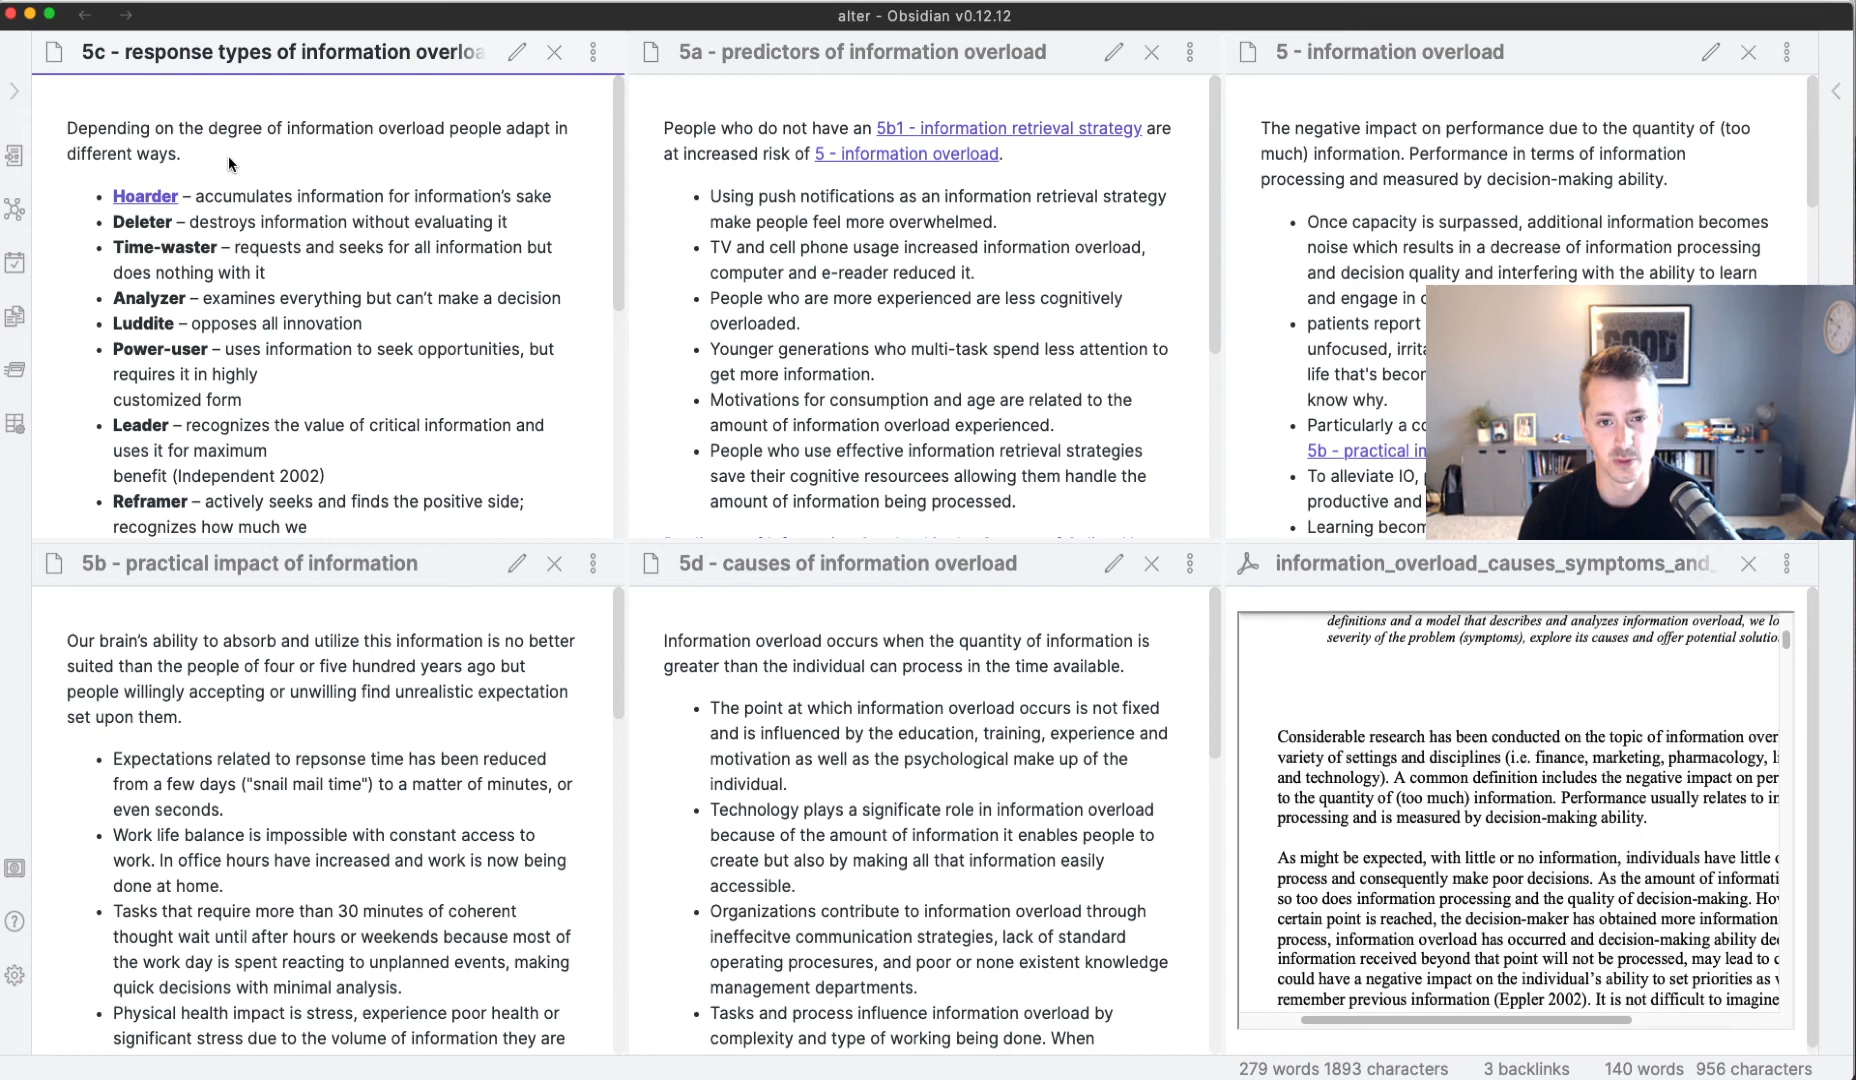 alter - Obsidian v0.12.12
5c - response types of information overloa
Depending on the degree of information overload people adapt in
different ways.
• Hoarder – accumulates information for information's sake
• Deleter – destroys information without evaluating it
• Time-waster – requests and seeks for all information but
does nothing with it
• Analyzer – examines everything but can't make a decision
• Luddite – opposes all innovation
• Power-user – uses information to seek opportunities, but
requires it in highly
customized form
• Leader – recognizes the value of critical information and
uses it for maximum
benefit (Independent 2002)
• Reframer – actively seeks and finds the positive side;
recognizes how much we
5a - predictors of information overload
People who do not have an 5b1 - information retrieval strategy are
at increased risk of 5 - information overload.
• Using push notifications as an information retrieval strategy
make people feel more overwhelmed.
• TV and cell phone usage increased information overload,
computer and e-reader reduced it.
• People who are more experienced are less cognitively
overloaded.
• Younger generations who multi-task spend less attention to
get more information.
• Motivations for consumption and age are related to the
amount of information overload experienced.
• People who use effective information retrieval strategies
save their cognitive resourcees allowing them handle the
amount of information being processed.
5 - information overload
The negative impact on performance due to the quantity of (too
much) information. Performance in terms of information
processing and measured by decision-making ability.
• Once capacity is surpassed, additional information becomes
noise which results in a decrease of information processing
and decision quality and interfering with the ability to learn
and engage in c
• patients report
unfocused, irrita
life that's becor
know why.
• Particularly a co
5b - practical in
• To alleviate IO, p
productive and
• Learning becom
GOOD
5b - practical impact of information
Our brain's ability to absorb and utilize this information is no better
suited than the people of four or five hundred years ago but
people willingly accepting or unwilling find unrealistic expectation
set upon them.
• Expectations related to repsonse time has been reduced
from a few days ("snail mail time") to a matter of minutes, or
even seconds.
• Work life balance is impossible with constant access to
work. In office hours have increased and work is now being
done at home.
• Tasks that require more than 30 minutes of coherent
thought wait until after hours or weekends because most of
the work day is spent reacting to unplanned events, making
quick decisions with minimal analysis.
• Physical health impact is stress, experience poor health or
significant stress due to the volume of information they are
5d - causes of information overload
Information overload occurs when the quantity of information is
greater than the individual can process in the time available.
• The point at which information overload occurs is not fixed
and is influenced by the education, training, experience and
motivation as well as the psychological make up of the
individual.
• Technology plays a significate role in information overload
because of the amount of information it enables people to
create but also by making all that information easily
accessible.
• Organizations contribute to information overload through
ineffecitve communication strategies, lack of standard
operating procesures, and poor or none existent knowledge
management departments.
• Tasks and process influence information overload by
complexity and type of working being done. When
information_overload_causes_symptoms_and_
definitions and a model that describes and analyzes information overload, we lo
severity of the problem (symptoms), explore its causes and offer potential solutio
Considerable research has been conducted on the topic of information over
variety of settings and disciplines (i.e. finance, marketing, pharmacology, li
and technology). A common definition includes the negative impact on per
to the quantity of (too much) information. Performance usually relates to in
processing and is measured by decision-making ability.
As might be expected, with little or no information, individuals have little
process and consequently make poor decisions. As the amount of informati
so too does information processing and the quality of decision-making. How
certain point is reached, the decision-maker has obtained more information
process, information overload has occurred and decision-making ability dec
information received beyond that point will not be processed, may lead to c
could have a negative impact on the individual's ability to set priorities as
remember previous information (Eppler 2002). It is not difficult to imagine
279 words 1893 characters 3 backlinks 140 words 956 characters